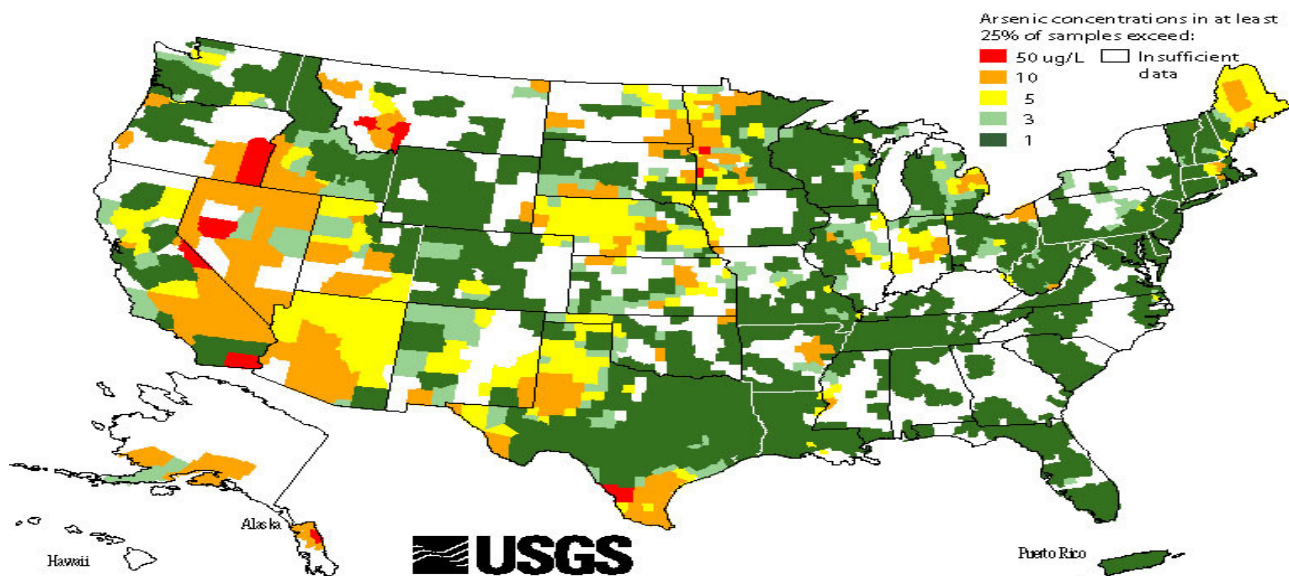 Arsenic concentrations in at least
25% of samples exceed:
50 ug/L Insufficient
10 data
5
3
1
Alaska
Hawaii
USGS
Puerto Rico